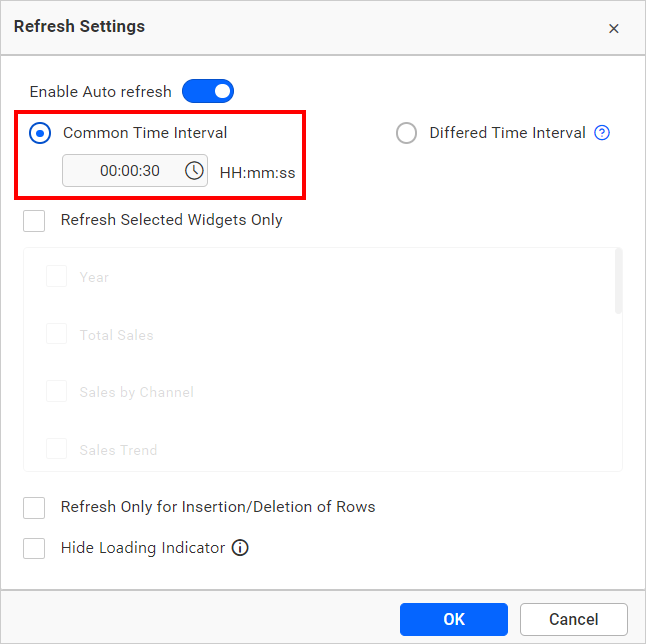 Refresh Settings
Enable Auto refresh
Common Time Interval
Differed Time Interval ?
00:00:30 HH:mm:ss
Refresh Selected Widgets Only
Year
Total Sales
Sales by Channel
Sales Trend
Refresh Only for Insertion/Deletion of Rows
Hide Loading Indicator
OK
Cancel